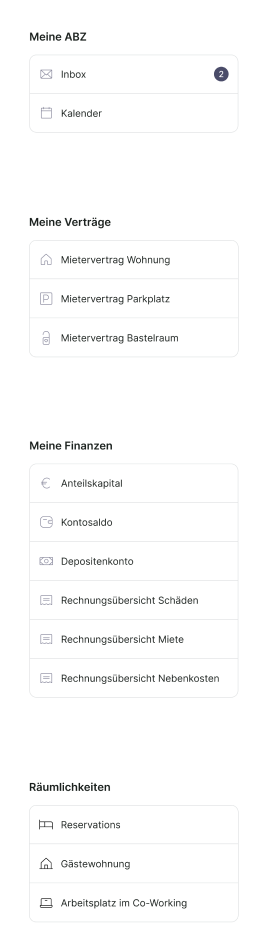 Meine ABZ
Inbox 2
Kalender
Meine Verträge
Mietervertrag Wohnung
Mietervertrag Parkplatz
Mietervertrag Bastelraum
Meine Finanzen
Anteilskapital
Kontosaldo
Depositenkonto
Rechnungsübersicht Schäden
Rechnungsübersicht Miete
Rechnungsübersicht Nebenkosten
Räumlichkeiten
Reservations
Gästewohnung
Arbeitsplatz im Co-Working